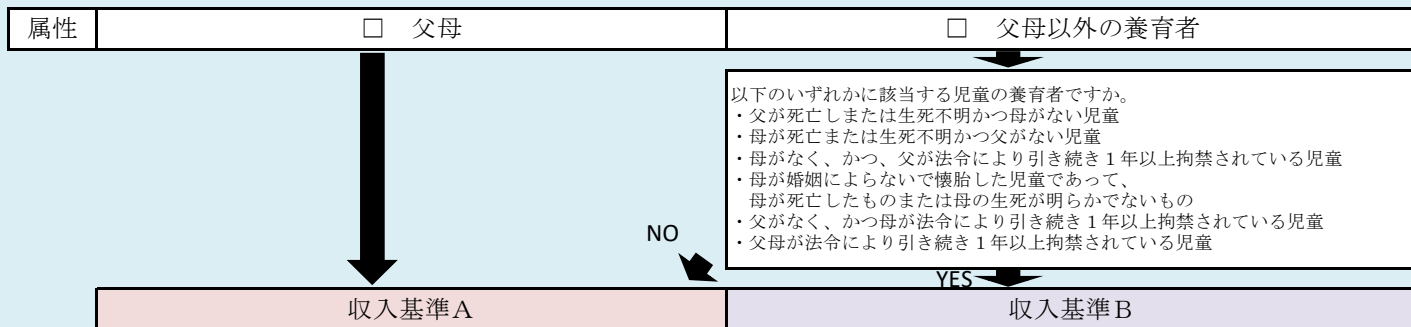 属性
□ 父母
□ 父母以外の養育者
以下のいずれかに該当する児童の養育者ですか。
・父が死亡しまたは生死不明かつ母がない児童
・母が死亡または生死不明かつ父がない児童
・母がなく、かつ、父が法令により引き続き１年以上拘禁されている児童
・母が婚姻によらないで懐胎した児童であって、
母が死亡したものまたは母の生死が明らかでないもの
・父がなく、かつ母が法令により引き続き１年以上拘禁されている児童
・父母が法令により引き続き１年以上拘禁されている児童
NO
YES
収入基準A
収入基準B